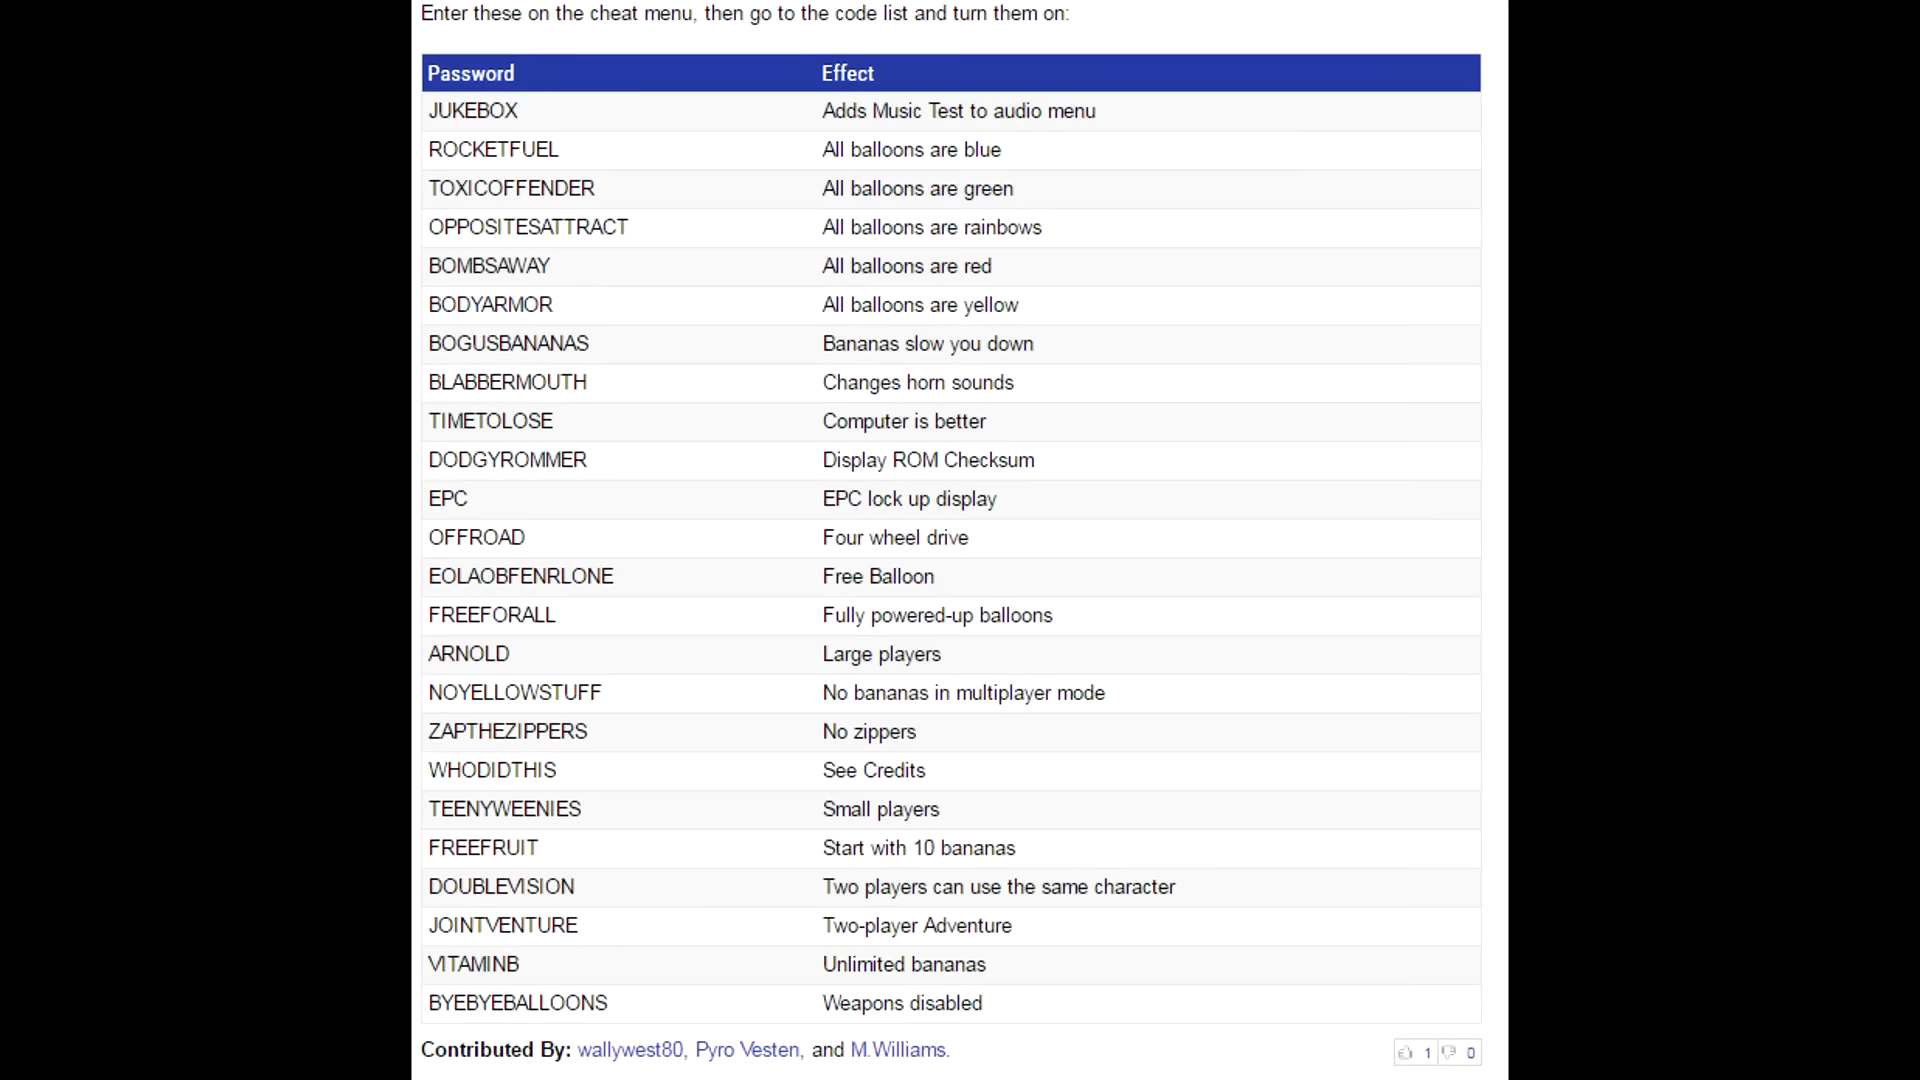 Enter these on the cheat menu, then go to the code list and turn them on:
Password Effect
JUKEBOX Adds Music Test to audio menu
ROCKETFUEL All balloons are blue
TOXICOFFENDER All balloons are green
OPPOSITESATTRACT All balloons are rainbows
BOMBSAWAY All balloons are red
BODYARMOR All balloons are yellow
BOGUSBANANAS Bananas slow you down
BLABBERMOUTH Changes horn sounds
TIMETOLOSE Computer is better
DODGYROMMER Display ROM Checksum
EPC EPC lock up display
OFFROAD Four wheel drive
EOLAOBFENRLONE Free Balloon
FREEFORALL Fully powered-up balloons
ARNOLD Large players
NOYELLOWSTUFF No bananas in multiplayer mode
ZAPTHEZIPPERS No zippers
WHODIDTHIS See Credits
TEENYWEENIES Small players
FREEFRUIT Start with 10 bananas
DOUBLEVISION Two players can use the same character
JOINTVENTURE Two-player Adventure
VITAMINB Unlimited bananas
BYEBYEBALLOONS Weapons disabled
Contributed By: wallywest80, Pyro Vesten, and M.Williams. 1 0